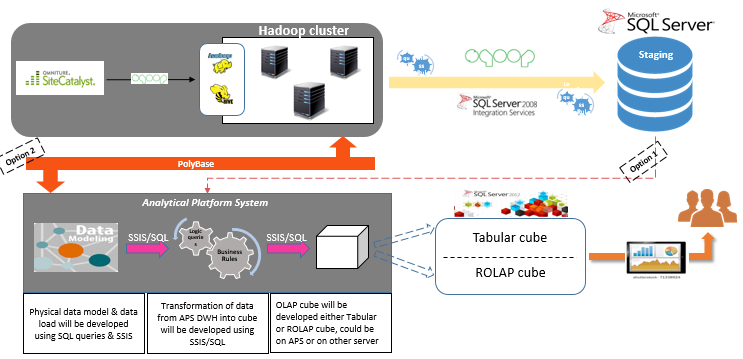 Hadoop cluster
OMNITURE
SiteCatalyst
sqoop
hadoop
HIVE
sqoop
Microsoft
SQL Server 2008
Integration Services
Microsoft
SQL Server
Staging
Option 2
PolyBase
Option 1
Analytical Platform System
Data
Modeling
SSIS/SQL
Logic
querie
s
Business
Rules
SSIS/SQL
Microsoft
SQL Server 2012
Tabular cube
ROLAP cube
Physical data model & data
load will be developed
using SQL queries & SSIS
Transformation of data
from APS DWH into cube
will be developed using
SSIS/SQL
OLAP cube will be
developed either Tabular
or ROLAP cube, could be
on APS or on other server